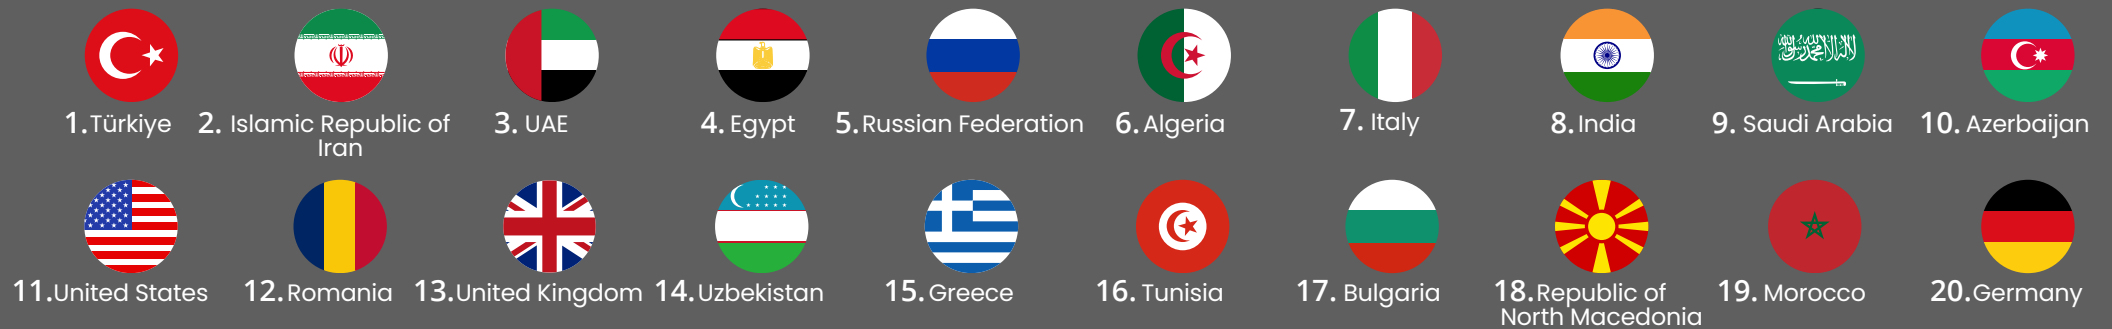 1. Türkiye
2. Islamic Republic of
Iran
3. UAE
4. Egypt
5. Russian Federation
6. Algeria
7. Italy
8. India
9. Saudi Arabia
10. Azerbaijan
11. United States
12. Romania
13. United Kingdom
14. Uzbekistan
15. Greece
16. Tunisia
17. Bulgaria
18. Republic of
North Macedonia
19. Morocco
20. Germany